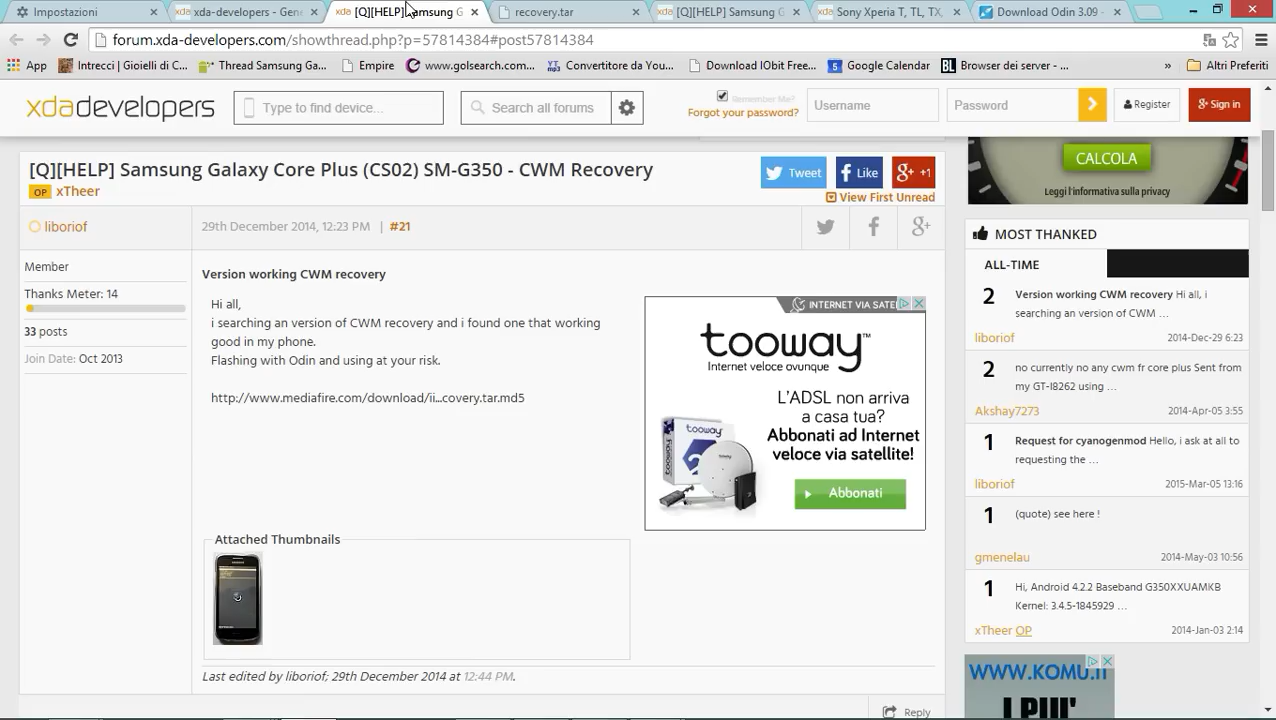 Impostazioni
xda-developers - Gene
[Q][HELP] Samsung G
recovery.tar
[Q][HELP] Samsung G
Sony Xperia T, TL, TX,
Download Odin 3.09 -
forum.xda-developers.com/showthread.php?p=57814384#post57814384
App
Intrecci | Gioielli di C...
Thread Samsung Ga...
Empire
www.golsearch.com...
Convertitore da You...
Download IObit Free...
Google Calendar
Browser dei server - ...
»
Altri Preferiti
xdadevelopers
Type to find device...
Search all forums
Remember Me?
Forgot your password?
Username
Password
Register
Sign in
CALCOLA
Leggi l'informativa sulla privacy
[Q][HELP] Samsung Galaxy Core Plus (CS02) SM-G350 - CWM Recovery
OP xTheer
Tweet
Like
+1
View First Unread
liboriof
29th December 2014, 12:23 PM | #21
Member
Thanks Meter: 14
33 posts
Join Date: Oct 2013
Version working CWM recovery
Hi all,
i searching an version of CWM recovery and i found one that working
good in my phone.
Flashing with Odin and using at your risk.
http://www.mediafire.com/download/ii...covery.tar.md5
INTERNET VIA SATEL
tooway™
Internet veloce ovunque
L'ADSL non arriva
a casa tua?
Abbonati ad Internet
veloce via satellite!
Abbonati
Attached Thumbnails
Last edited by liboriof; 29th December 2014 at 12:44 PM.
Reply
MOST THANKED
ALL-TIME
2 Version working CWM recovery Hi all, i
searching an version of CWM ...
liboriof 2014-Dec-29 6:23
2 no currently no any cwm fr core plus Sent from
my GT-I8262 using ...
Akshay7273 2014-Apr-05 3:55
1 Request for cyanogenmod Hello, i ask at all to
requesting the ...
liboriof 2015-Mar-05 13:16
1 (quote) see here !
gmenelau 2014-May-03 10:56
1 Hi, Android 4.2.2 Baseband G350XXUAMKB
Kernel: 3.4.5-1845929 ...
xTheer OP 2014-Jan-03 2:14
WWW.KOMU.IT
I PIU'